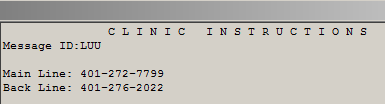 C L I N I C   I N S T R U C T I O N S
Message ID:LUU
Main Line: 401-272-7799
Back Line: 401-276-2022